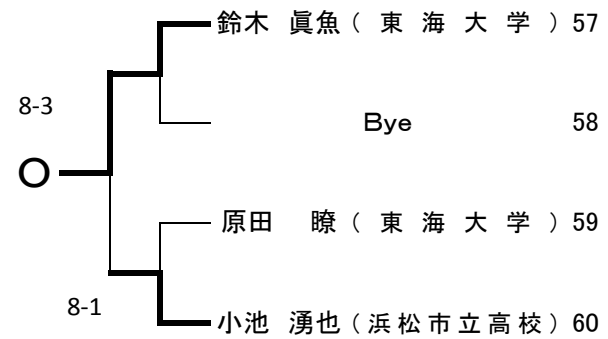 鈴木 眞魚 ( 東 海 大 学 ) 57
8-3
Bye 58
原田 瞭 ( 東 海 大 学 ) 59
8-1
小池 湧也 ( 浜 松 市 立 高 校 ) 60